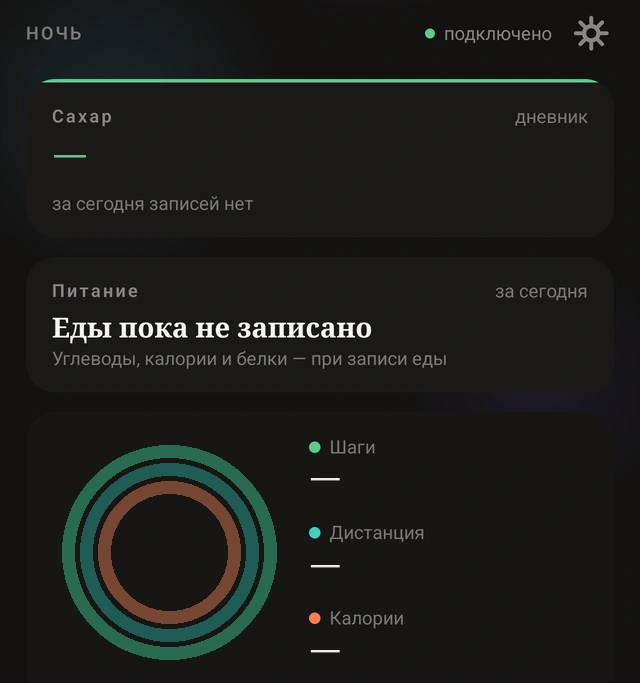 НОЧЬ
подключено
Сахар
дневник
—
за сегодня записей нет
Питание
за сегодня
Еды пока не записано
Углеводы, калории и белки — при записи еды
Шаги
—
Дистанция
—
Калории
—